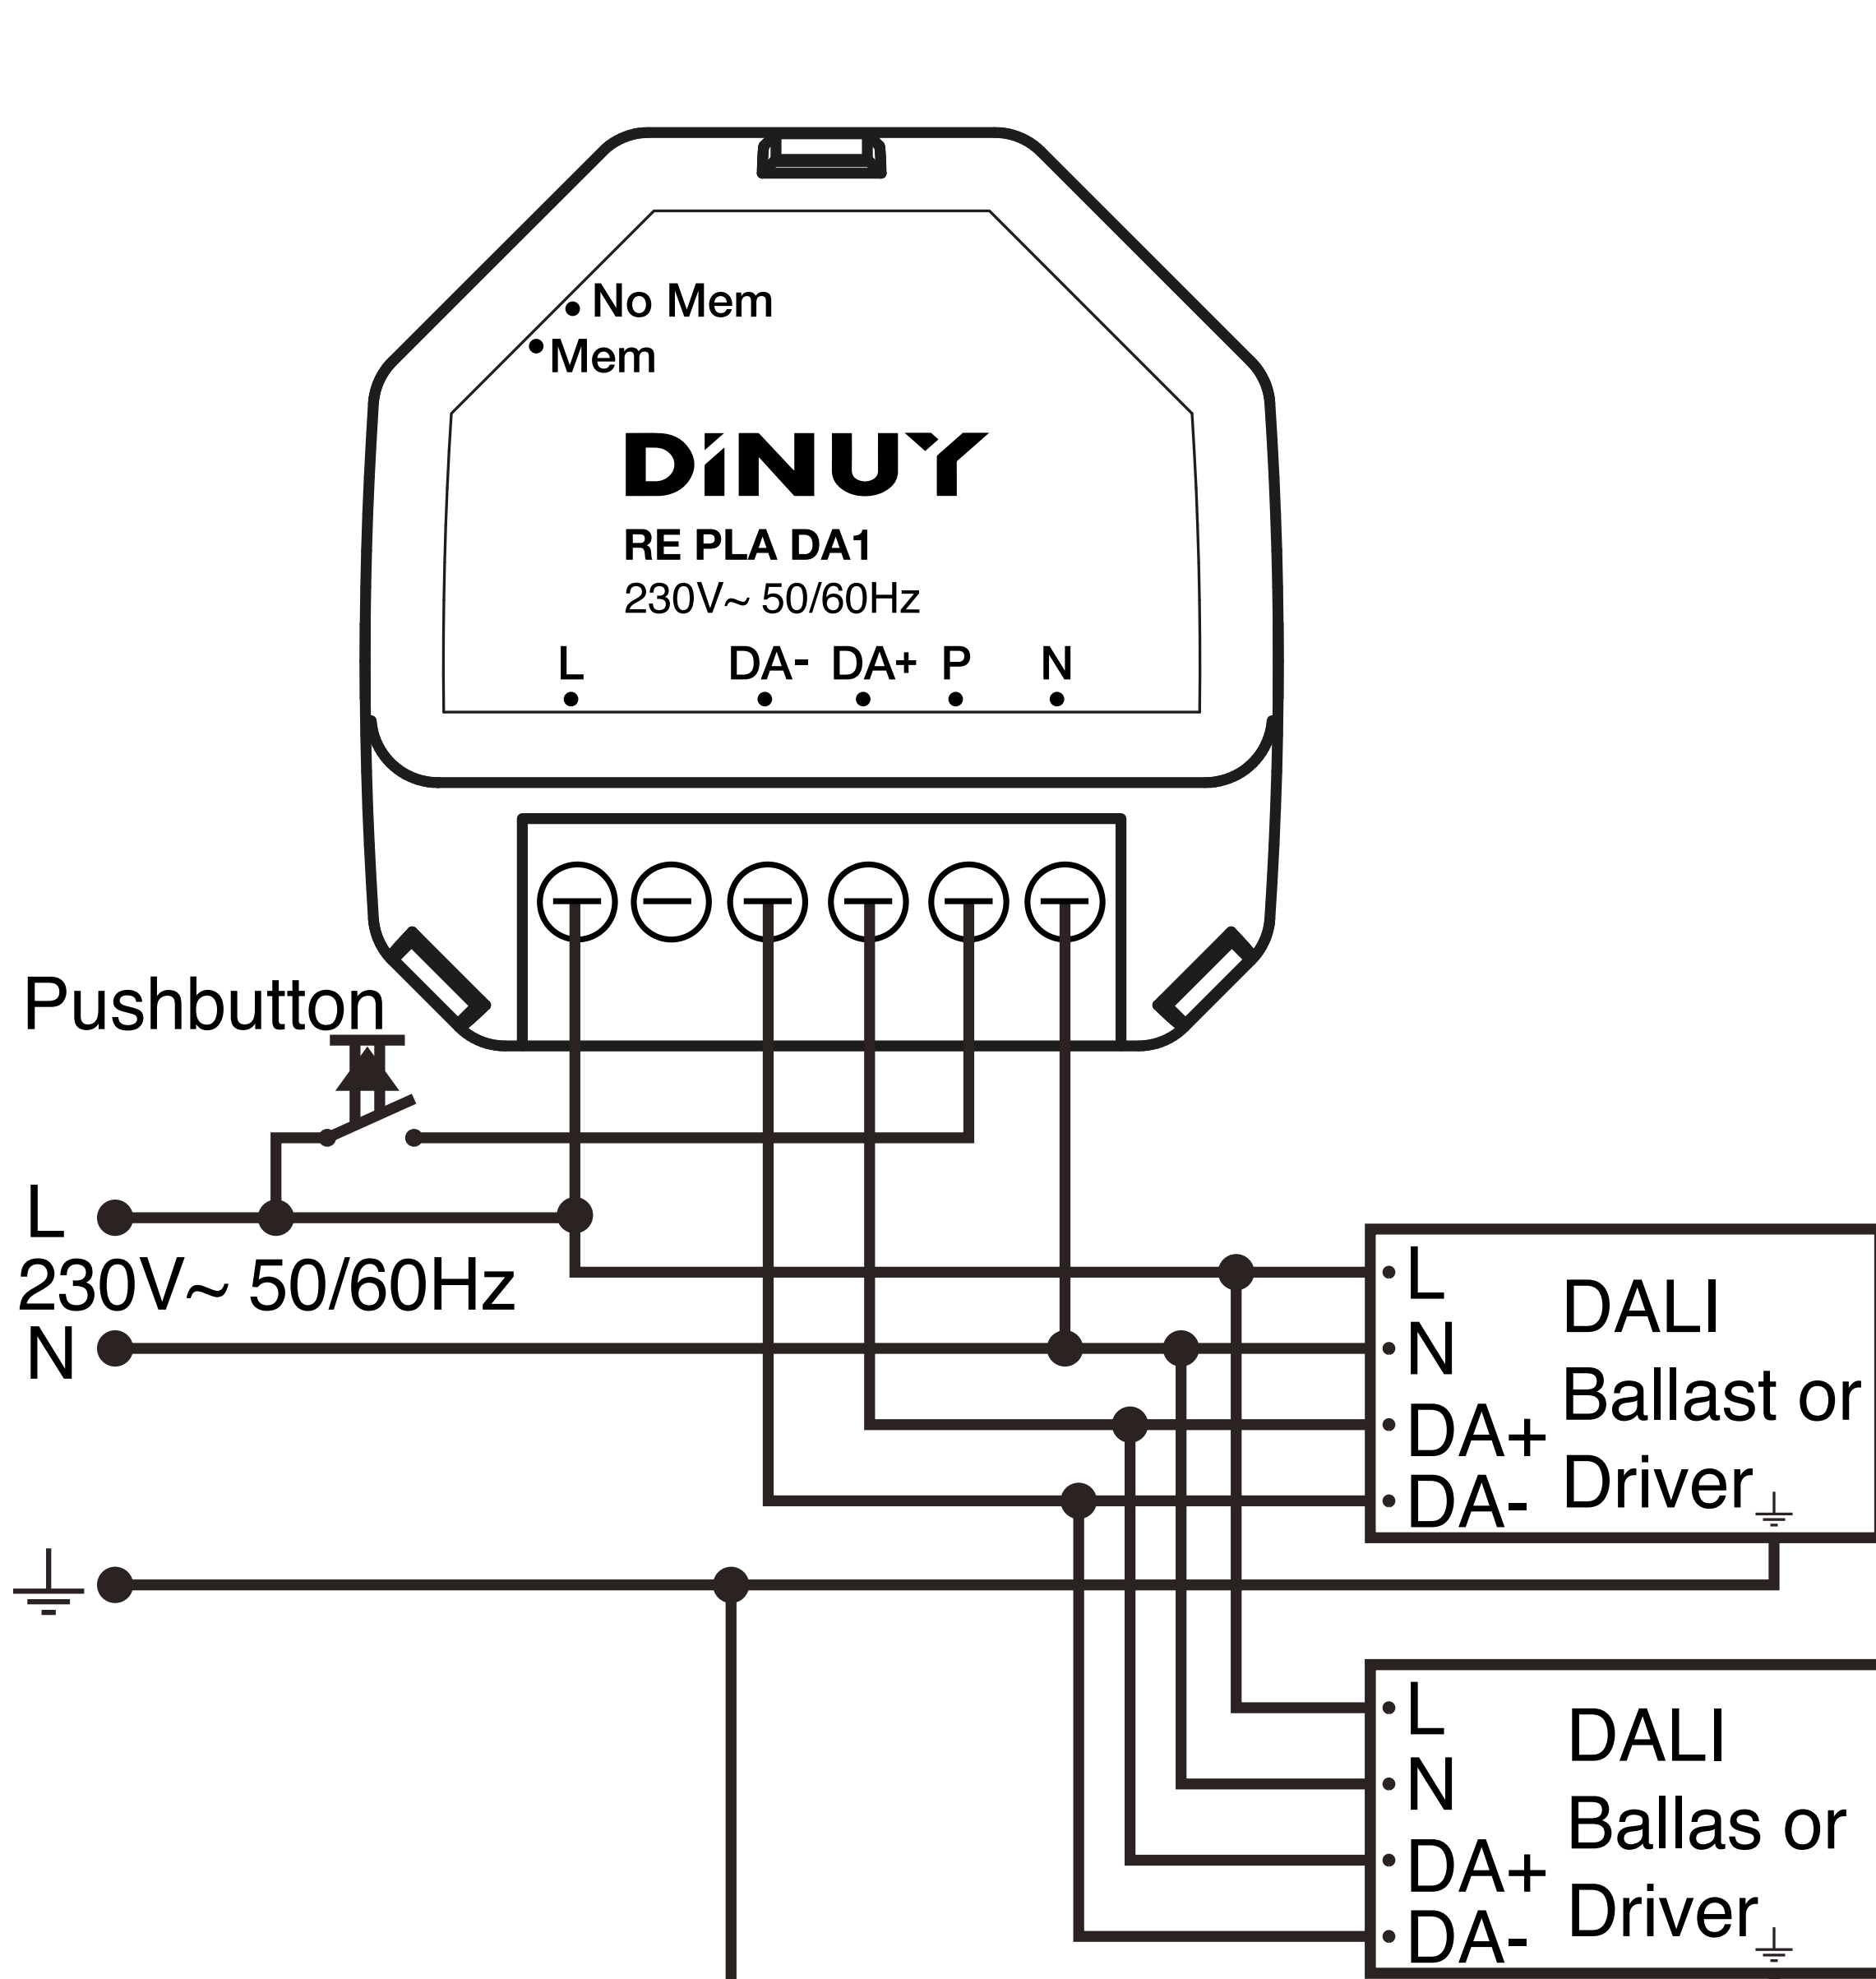 No Mem
Mem
DiNUY
RE PLA DA1
230V~ 50/60Hz
L DA- DA+ P N
Pushbutton
L
230V~ 50/60Hz
N
L
N
DA+
DA-
DALI
Ballast or
Driver
L
N
DA+
DA-
DALI
Ballas or
Driver